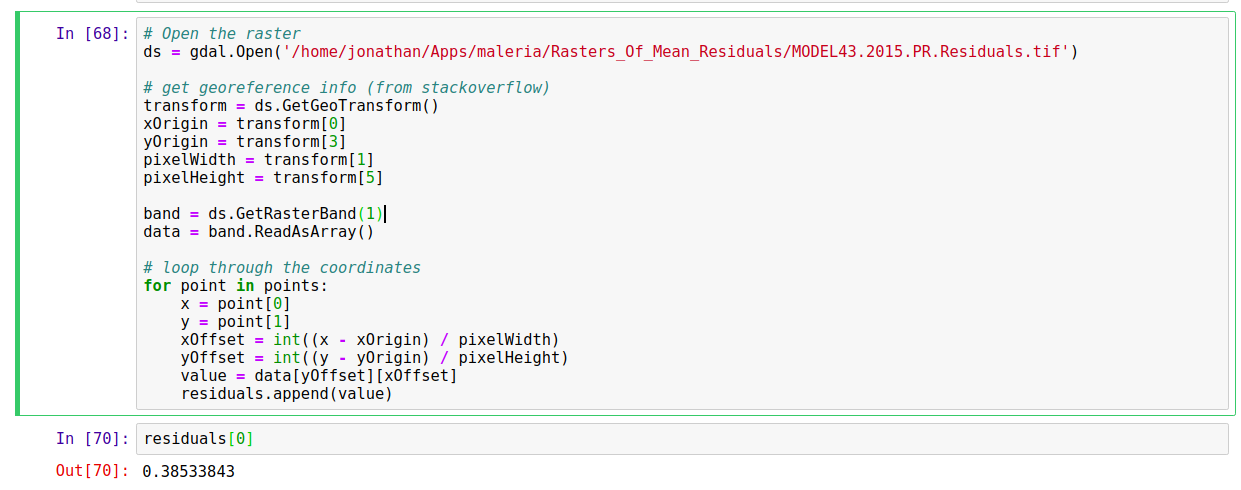 In [68]:
# Open the raster
ds = gdal.Open('/home/jonathan/Apps/maleria/Rasters_Of_Mean_Residuals/MODEL43.2015.PR.Residuals.tif')
# get georeference info (from stackoverflow)
transform = ds.GetGeoTransform()
xOrigin = transform[0]
yOrigin = transform[3]
pixelWidth = transform[1]
pixelHeight = transform[5]
band = ds.GetRasterBand(1)
data = band.ReadAsArray()
# loop through the coordinates
for point in points:
    x = point[0]
    y = point[1]
    xOffset = int((x - xOrigin) / pixelWidth)
    yOffset = int((y - yOrigin) / pixelHeight)
    value = data[yOffset][xOffset]
    residuals.append(value)
In [70]:
residuals[0]
Out[70]:
0.38533843